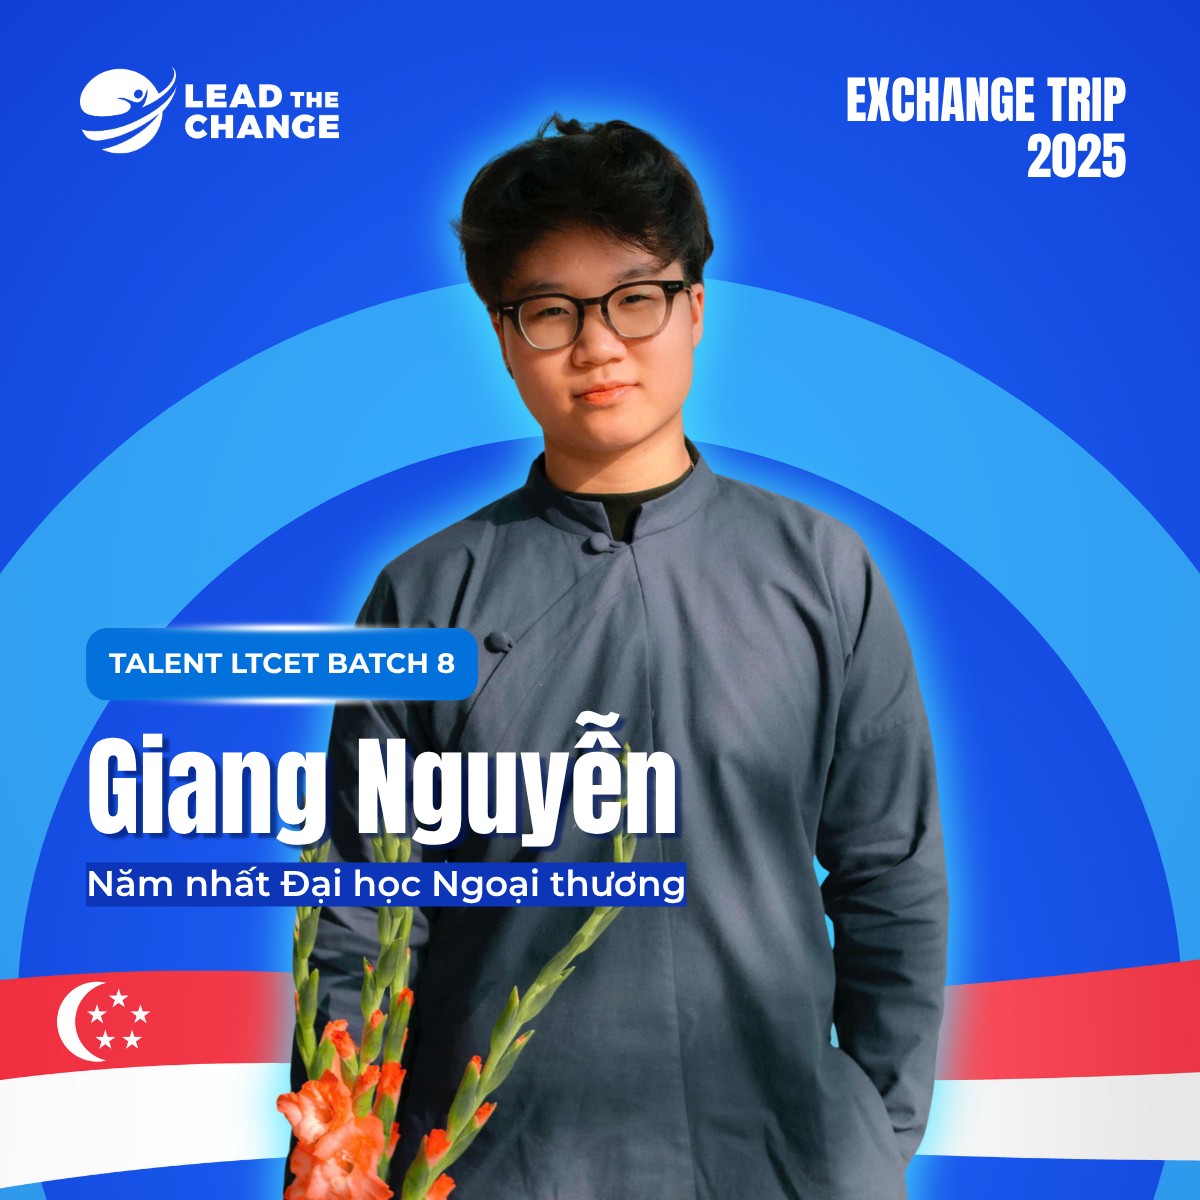 LEAD THE
CHANGE
EXCHANGE TRIP
2025
TALENT LTCET BATCH 8
Giang Nguyễn
Năm nhất Đại học Ngoại thương